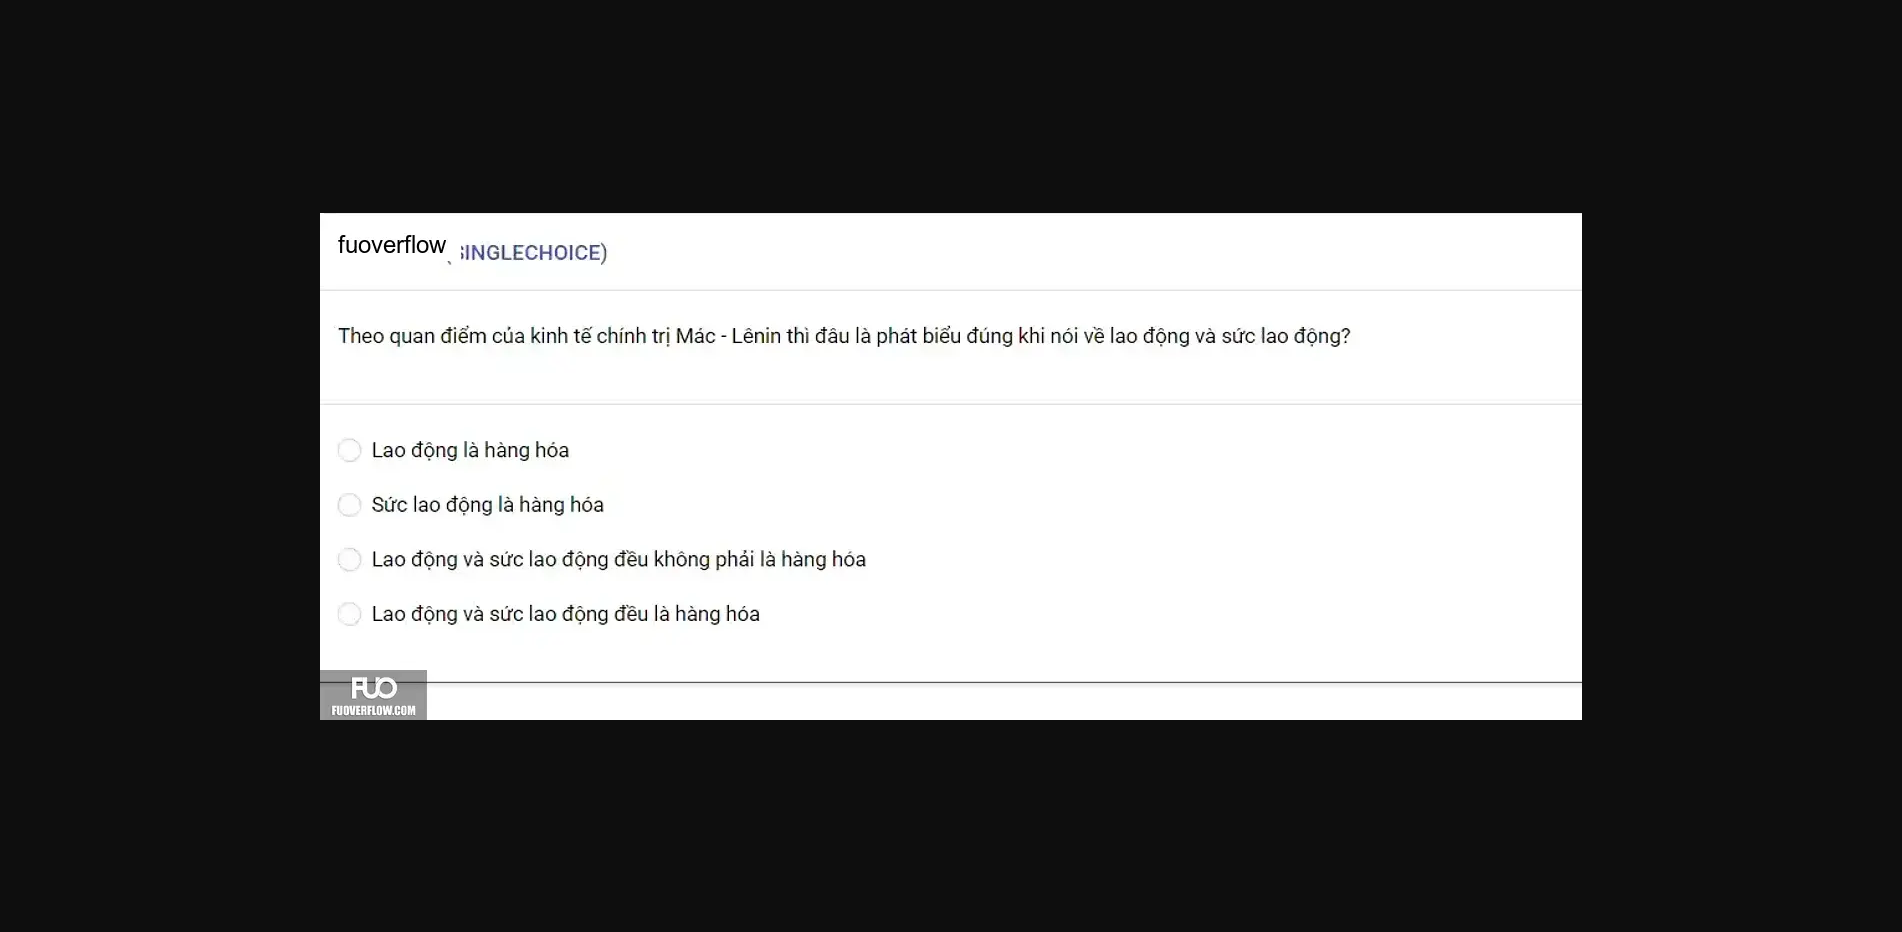 fuoverflow
SINGLECHOICE)
Theo quan điểm của kinh tế chính trị Mác - Lênin thì đâu là phát biểu đúng khi nói về lao động và sức lao động?
Lao động là hàng hóa
Sức lao động là hàng hóa
Lao động và sức lao động đều không phải là hàng hóa
Lao động và sức lao động đều là hàng hóa
FUO
FUOVERFLOW.COM